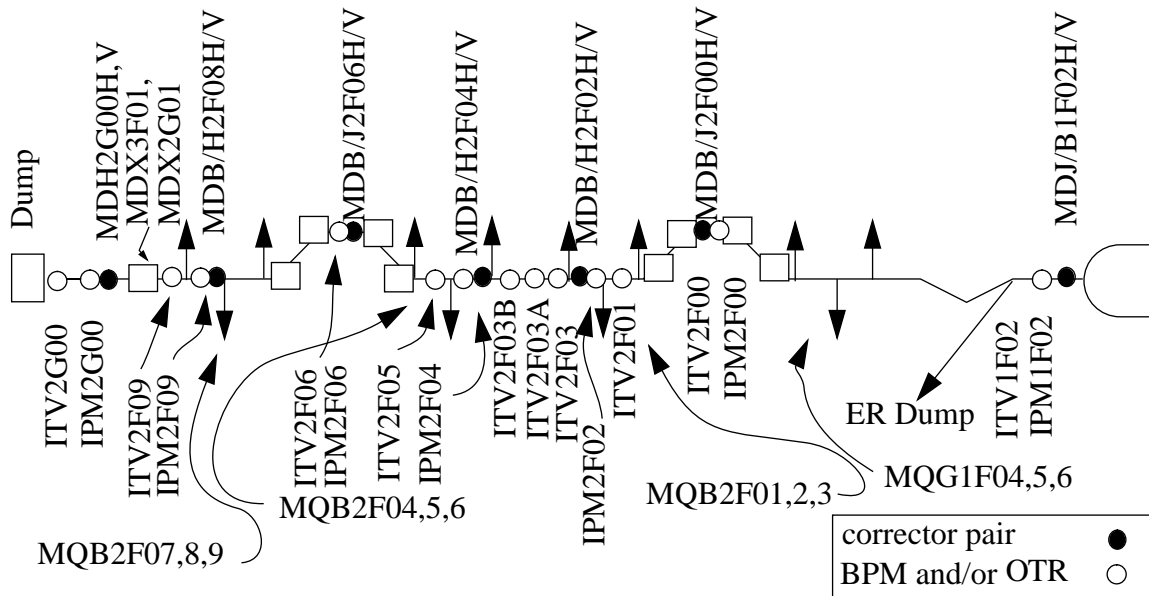 Dump
MDH2G00H,V
MDX3F01,
MDX2G01
MDB/H2F08H/V
MDB/J2F06H/V
MDB/H2F04H/V
MDB/H2F02H/V
MDB/J2F00H/V
MDJ/B1F02H/V
ITV2G00
IPM2G00
ITV2F09
IPM2F09
ITV2F06
IPM2F06
ITV2F05
IPM2F04
ITV2F03B
ITV2F03A
ITV2F03
IPM2F02
ITV2F01
ITV2F00
IPM2F00
ER Dump
ITV1F02
IPM1F02
MQB2F07,8,9
MQB2F04,5,6
MQB2F01,2,3
MQG1F04,5,6
corrector pair
BPM and/or OTR